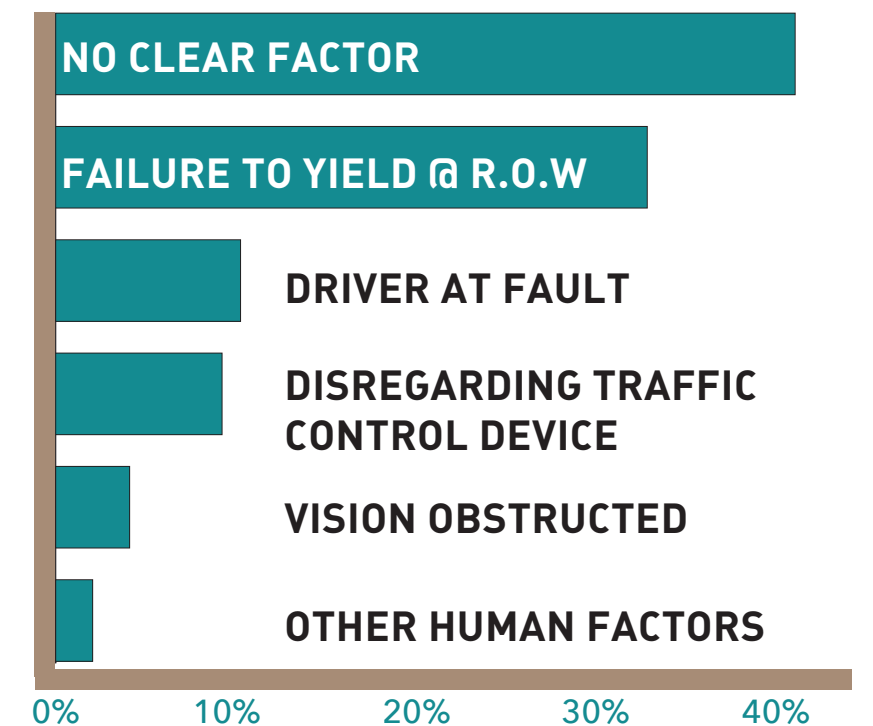 NO CLEAR FACTOR
FAILURE TO YIELD @ R.O.W
DRIVER AT FAULT
DISREGARDING TRAFFIC
CONTROL DEVICE
VISION OBSTRUCTED
OTHER HUMAN FACTORS
0% 10% 20% 30% 40%